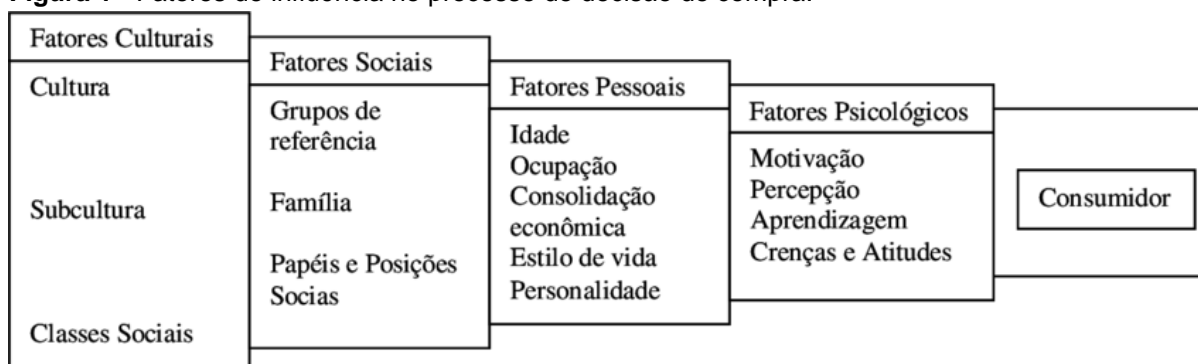 Figura 1 - Fatores de influência no processo de decisão de compra.
Fatores Culturais
Cultura
Subcultura
Classes Sociais
Fatores Sociais
Grupos de
referência
Família
Papéis e Posições
Socias
Fatores Pessoais
Idade
Ocupação
Consolidação
econômica
Estilo de vida
Personalidade
Fatores Psicológicos
Motivação
Percepção
Aprendizagem
Crenças e Atitudes
Consumidor